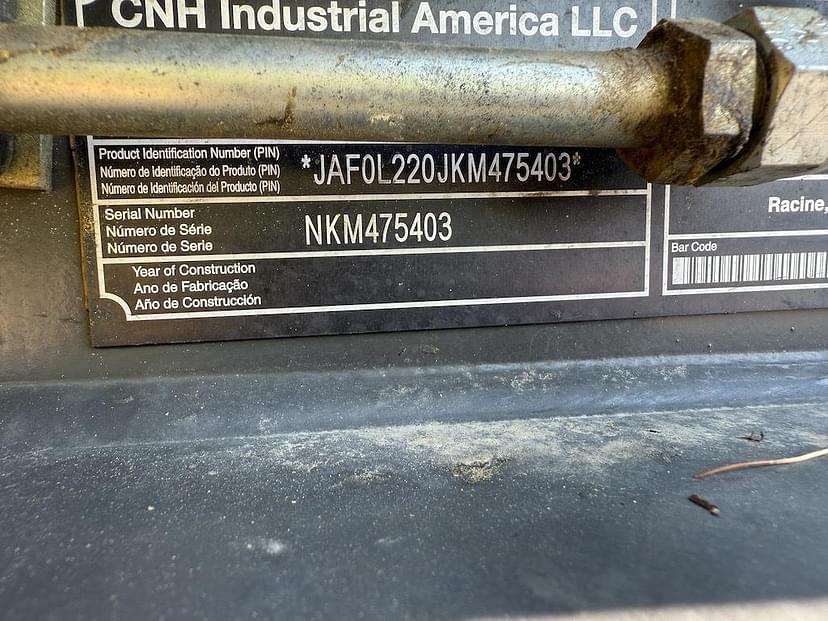 CNH Industrial America LLC
Product Identification Number (PIN)
Número de Identificação do Produto (PIN)
Número de Identificación del Producto (PIN)
*JAF0L220JKM475403*
Serial Number
Número de Série
Número de Serie
NKM475403
Year of Construction
Ano de Fabricação
Año de Construcción
Racine,
Bar Code